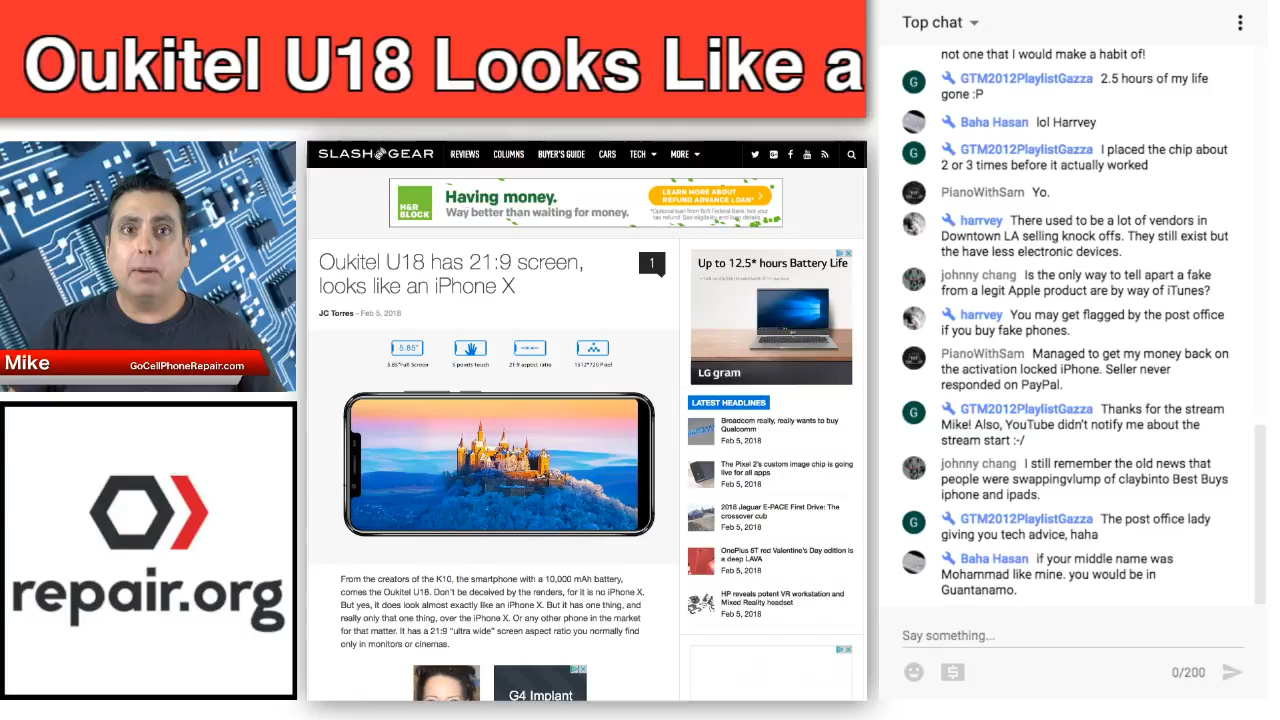 Oukitel U18 Looks Like a
Mike
GoCellPhoneRepair.com
repair.org
SLASHGEAR
REVIEWS COLUMNS BUYER'S GUIDE CARS TECH MORE
H&R BLOCK
Having money.
Way better than waiting for money.
LEARN MORE ABOUT
REFUND ADVANCE LOAN*
Oukitel U18 has 21:9 screen,
looks like an iPhone X
1
JC Torres - Feb 5, 2018
5.85"
5.85"Full Screen
5 points touch
21:9 aspect ratio
1512*720 Pixel
From the creators of the K10, the smartphone with a 10,000 mAh battery,
comes the Oukitel U18. Don't be deceived by the renders, for it is no iPhone X.
But yes, it does look almost exactly like an iPhone X. But it has one thing, and
really only that one thing, over the iPhone X. Or any other phone in the market
for that matter. It has a 21:9 "ultra wide" screen aspect ratio you normally find
only in monitors or cinemas.
G4 Implant
Up to 12.5* hours Battery Life
LG gram
LATEST HEADLINES
Broadcom really, really wants to buy
Qualcomm
Feb 5, 2018
The Pixel 2's custom image chip is going
live for all apps
Feb 5, 2018
2018 Jaguar E-PACE First Drive: The
crossover cub
Feb 5, 2018
OnePlus 5T red Valentine's Day edition is
a deep LAVA
Feb 5, 2018
HP reveals potent VR workstation and
Mixed Reality headset
Feb 5, 2018
Top chat
not one that I would make a habit of!
G GTM2012PlaylistGazza 2.5 hours of my life
gone :P
Baha Hasan lol Harrvey
G GTM2012PlaylistGazza I placed the chip about
2 or 3 times before it actually worked
PianoWithSam Yo.
harrvey There used to be a lot of vendors in
Downtown LA selling knock offs. They still exist but
the have less electronic devices.
johnny chang Is the only way to tell apart a fake
from a legit Apple product are by way of iTunes?
harrvey You may get flagged by the post office
if you buy fake phones.
PianoWithSam Managed to get my money back on
the activation locked iPhone. Seller never
responded on PayPal.
G GTM2012PlaylistGazza Thanks for the stream
Mike! Also, YouTube didn't notify me about the
stream start :-/
johnny chang I still remember the old news that
people were swappingvlump of claybinto Best Buys
iphone and ipads.
G GTM2012PlaylistGazza The post office lady
giving you tech advice, haha
Baha Hasan if your middle name was
Mohammad like mine. you would be in
Guantanamo.
Say something...
0/200